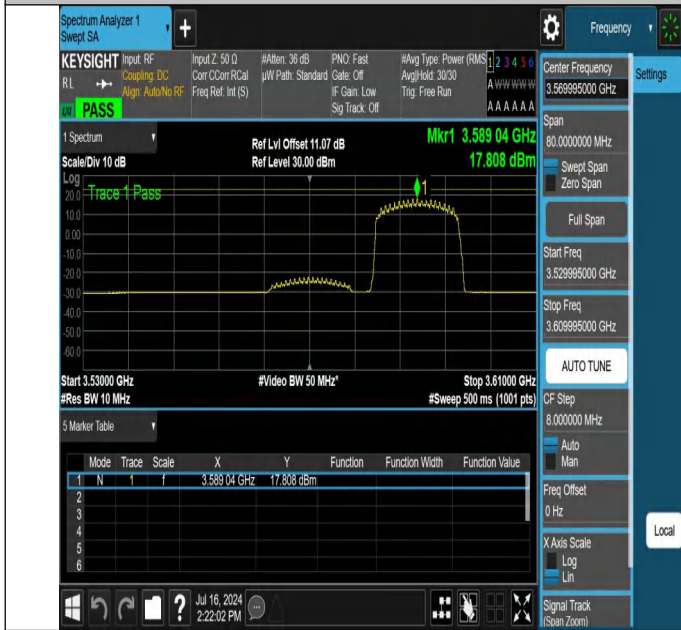 Spectrum Analyzer 1
Swept SA
+
Frequency
KEYSIGHT
RL
PASS
Input: RF
Coupling: DC
Align: Auto/No RF
Input Z: 50 Ω
Corr CCorr RCal
Freq Ref: Int (S)
#Atten: 36 dB
µW Path: Standard
PNO: Fast
Gate: Off
IF Gain: Low
Sig Track: Off
#Avg Type: Power (RMS
Avg|Hold: 30/30
Trig: Free Run
1 2 3 4 5 6
A W W W W W
A A A A A A
1 Spectrum
Scale/Div 10 dB
Ref Lvl Offset 11.07 dB
Ref Level 30.00 dBm
Mkr1 3.589 04 GHz
17.808 dBm
Log
Trace 1 Pass
1
20.0
10.0
0.00
-10.0
-20.0
-30.0
-40.0
-50.0
-60.0
Start 3.53000 GHz
#Res BW 10 MHz
#Video BW 50 MHz*
Stop 3.61000 GHz
#Sweep 500 ms (1001 pts)
5 Marker Table
Mode Trace Scale X Y Function Function Width Function Value
1 N 1 f 3.589 04 GHz 17.808 dBm
2
3
4
5
6
Jul 16, 2024
2:22:02 PM
Center Frequency
3.569995000 GHz
Settings
Span
80.0000000 MHz
Swept Span
Zero Span
Full Span
Start Freq
3.529995000 GHz
Stop Freq
3.609995000 GHz
AUTO TUNE
CF Step
8.000000 MHz
Auto
Man
Freq Offset
0 Hz
X Axis Scale
Log
Lin
Local
Signal Track
(Span Zoom)